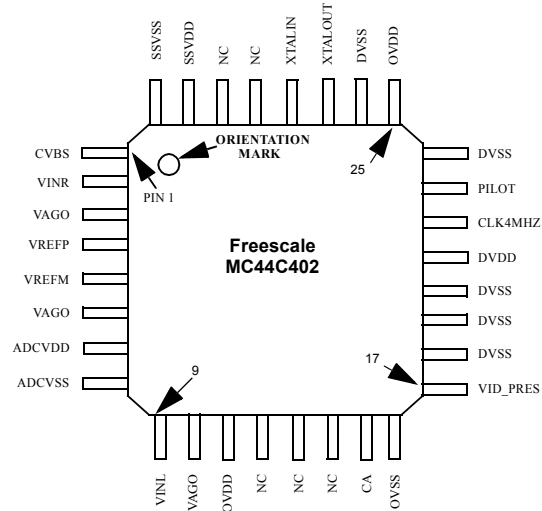 SSVSS
SSVDD
NC
NC
XTALIN
XTALOUT
DVSS
OVDD
ORIENTATION
MARK
25
PIN 1
CVBS
VINR
VAGO
VREFP
VREFM
VAGO
ADCVDD
ADCVSS
Freescale
MC44C402
DVSS
PILOT
CLK4MHZ
DVDD
DVSS
DVSS
DVSS
VID_PRES
17
9
VINL
VAGO
OVDD
NC
NC
NC
CA
OVSS